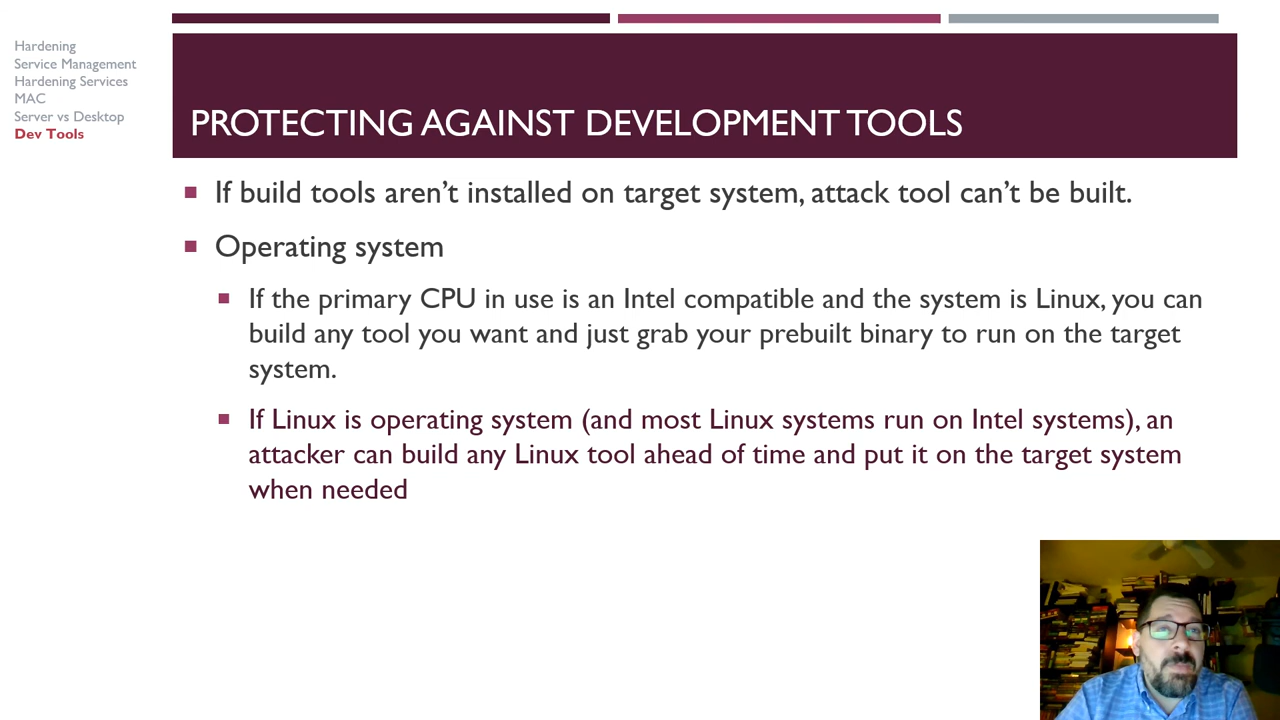 Hardening
Service Management
Hardening Services
MAC
Server vs Desktop
Dev Tools
PROTECTING AGAINST DEVELOPMENT TOOLS
If build tools aren't installed on target system, attack tool can't be built.
Operating system
If the primary CPU in use is an Intel compatible and the system is Linux, you can
build any tool you want and just grab your prebuilt binary to run on the target
system.
If Linux is operating system (and most Linux systems run on Intel systems), an
attacker can build any Linux tool ahead of time and put it on the target system
when needed